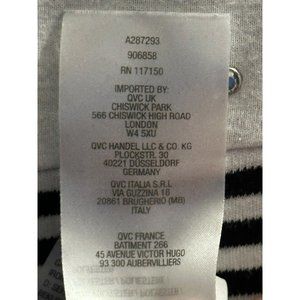 A287293
906858
RN 117150
IMPORTED BY:
QVC UK
CHISWICK PARK
566 CHISWICK HIGH ROAD
LONDON
W4 5XU
QVC HANDEL LLC & CO. KG
PLOCKSTR. 30
40221 DÜSSELDORF
GERMANY
QVC ITALIA S.R.L
VIA GUZZINA 18
20861 BRUGHERIO (MB)
ITALY
QVC FRANCE
BATIMENT 266
45 AVENUE VICTOR HUGO
93 300 AUBERVILLIERS